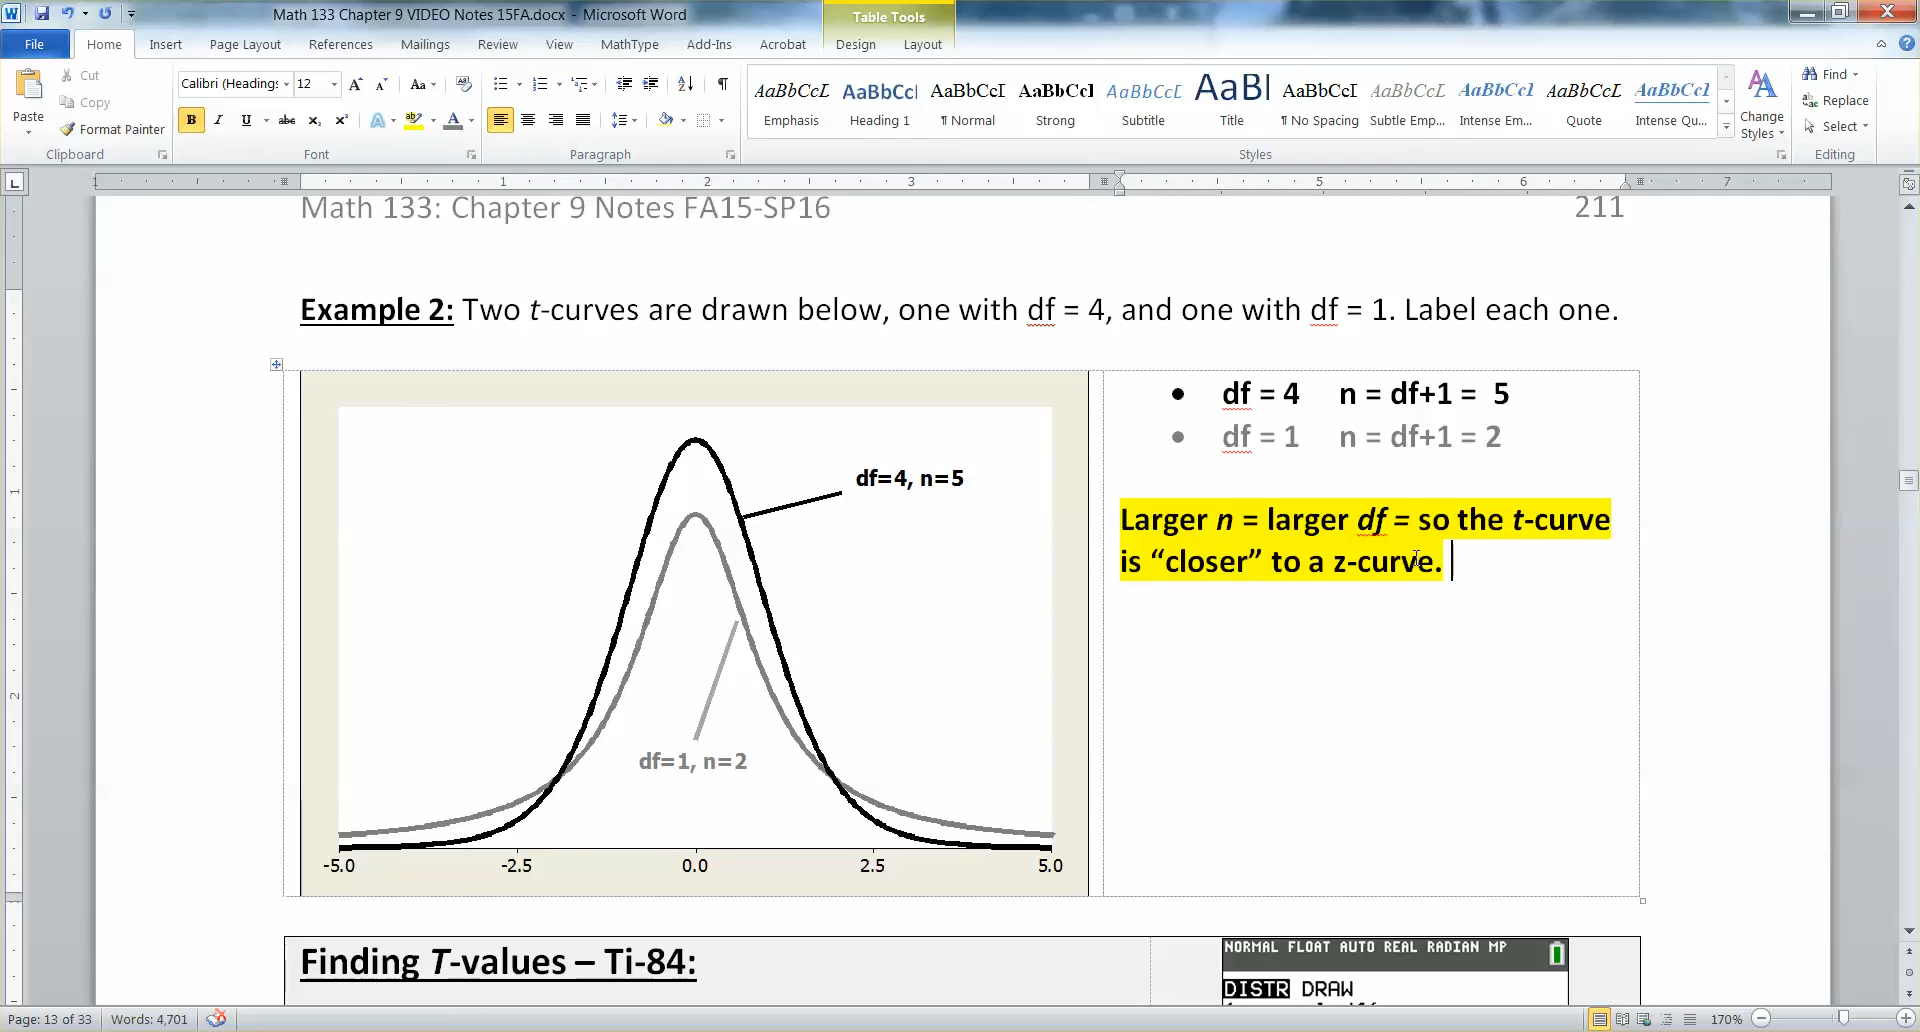 Math 133 Chapter 9 VIDEO Notes 15FA.docx - Microsoft Word
Table Tools
File Home Insert Page Layout References Mailings Review View MathType Add-Ins Acrobat Design Layout
Paste
Cut
Copy
Format Painter
Clipboard
Calibri (Headings 12
Font
Paragraph
AaBbCcL AaBbCcI AaBbCcI AaBbCcI AaBbCcL AaBl AaBbCcI AaBbCcL AaBbCcI AaBbCcL AaBbCcI
Emphasis Heading 1 ¶ Normal Strong Subtitle Title ¶ No Spacing Subtle Emp... Intense Em... Quote Intense Qu...
Styles
Change Styles
Find
Replace
Select
Editing
1 1 2 3 5 6 7
Math 133: Chapter 9 Notes FA15-SP16 211
Example 2: Two t-curves are drawn below, one with df = 4, and one with df = 1. Label each one.
• df = 4 n = df+1 = 5
• df = 1 n = df+1 = 2
Larger n = larger df = so the t-curve
is “closer” to a z-curve.
df=4, n=5
df=1, n=2
-5.0 -2.5 0.0 2.5 5.0
Finding T-values – Ti-84:
NORMAL FLOAT AUTO REAL RADIAN MP
DISTR DRAW
Page: 13 of 33 Words: 4,701 170%